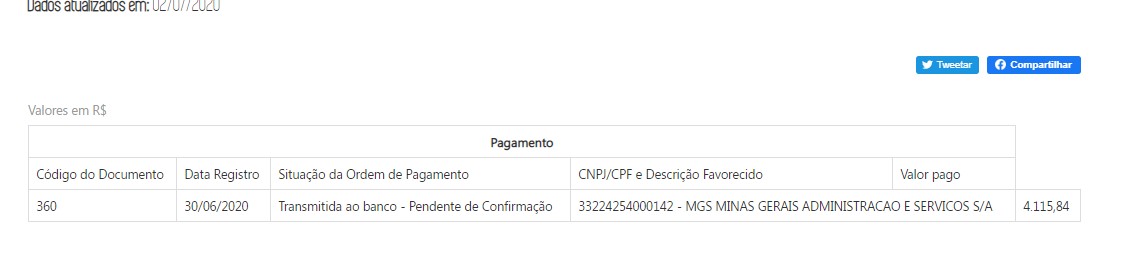 Dados atualizados em: 02/07/2020
Tweetar Compartilhar
Valores em R$
Pagamento
Código do Documento Data Registro Situação da Ordem de Pagamento CNPJ/CPF e Descrição Favorecido Valor pago
360 30/06/2020 Transmitida ao banco - Pendente de Confirmação 33224254000142 - MGS MINAS GERAIS ADMINISTRACAO E SERVICOS S/A 4.115,84